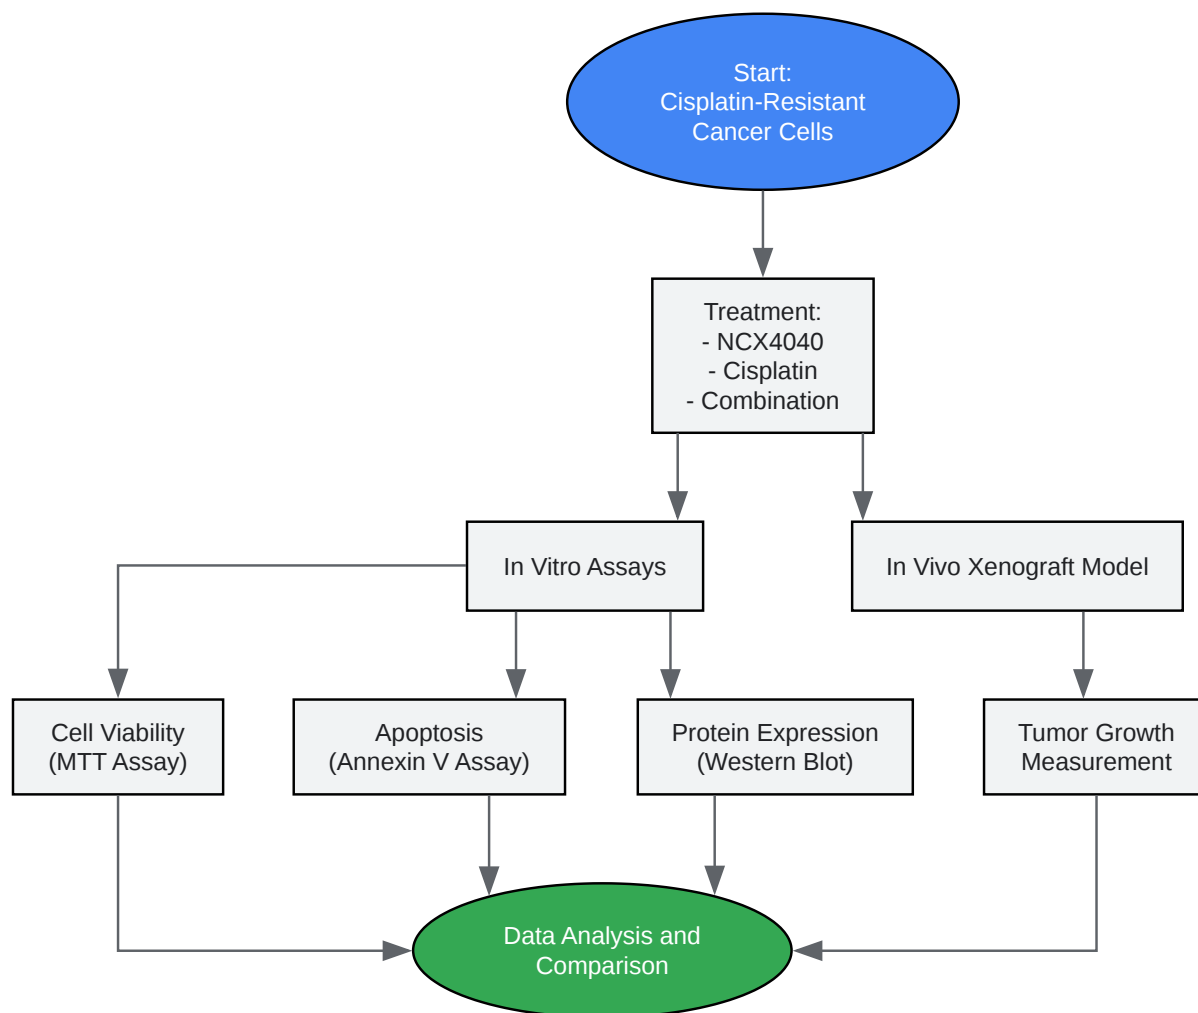 Start:
Cisplatin-Resistant
Cancer Cells
Treatment:
- NCX4040
- Cisplatin
- Combination
In Vitro Assays
In Vivo Xenograft Model
Cell Viability
(MTT Assay)
Apoptosis
(Annexin V Assay)
Protein Expression
(Western Blot)
Tumor Growth
Measurement
Data Analysis and
Comparison